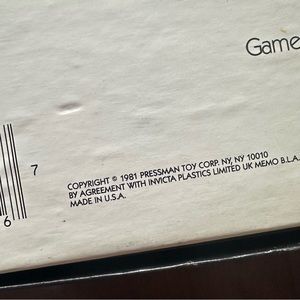 Game
7
COPYRIGHT © 1981 PRESSMAN TOY CORP. NY, NY 10010
BY AGREEMENT WITH INVICTA PLASTICS LIMITED UK MEMO B.L.A.
MADE IN U.S.A.
6